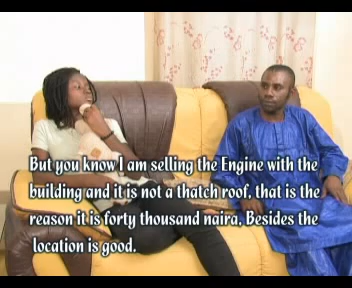 But you know I am selling the Engine with the
building and it is not a thatch roof, that is the
reason it is forty thousand naira, Besides the
location is good.